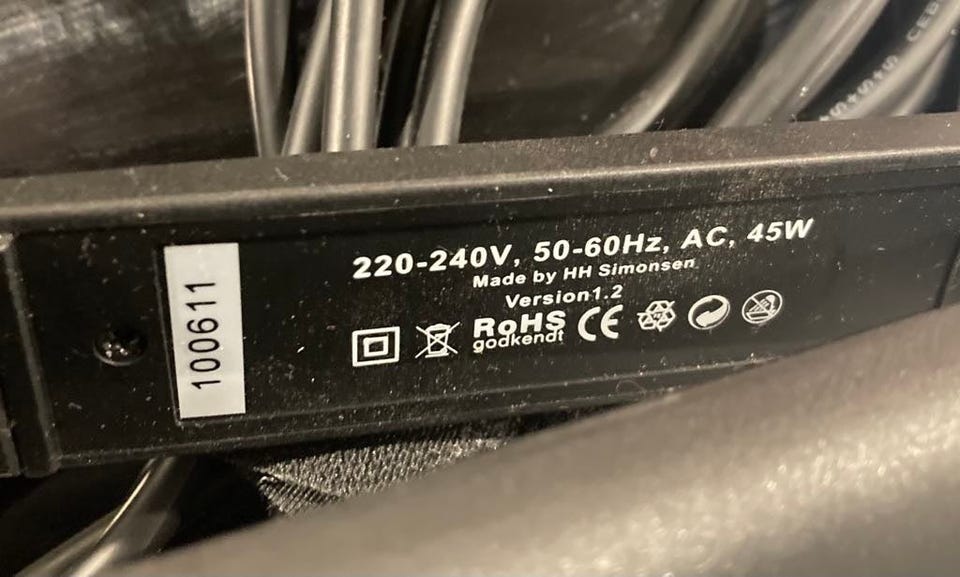 100611
220-240V, 50-60Hz, AC, 45W
Made by HH Simonsen
Version1.2
RoHS
godkendt
CE